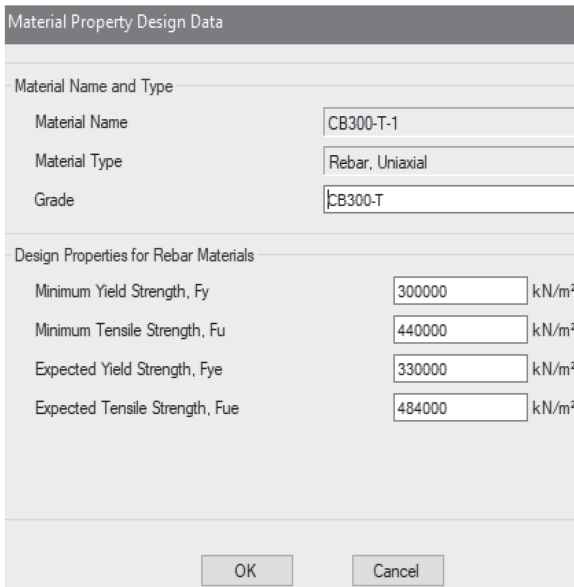 Material Property Design Data
Material Name and Type
Material Name CB300-T-1
Material Type Rebar, Uniaxial
Grade CB300-T
Design Properties for Rebar Materials
Minimum Yield Strength, Fy 300000 kN/m²
Minimum Tensile Strength, Fu 440000 kN/m²
Expected Yield Strength, Fye 330000 kN/m²
Expected Tensile Strength, Fue 484000 kN/m²
OK Cancel